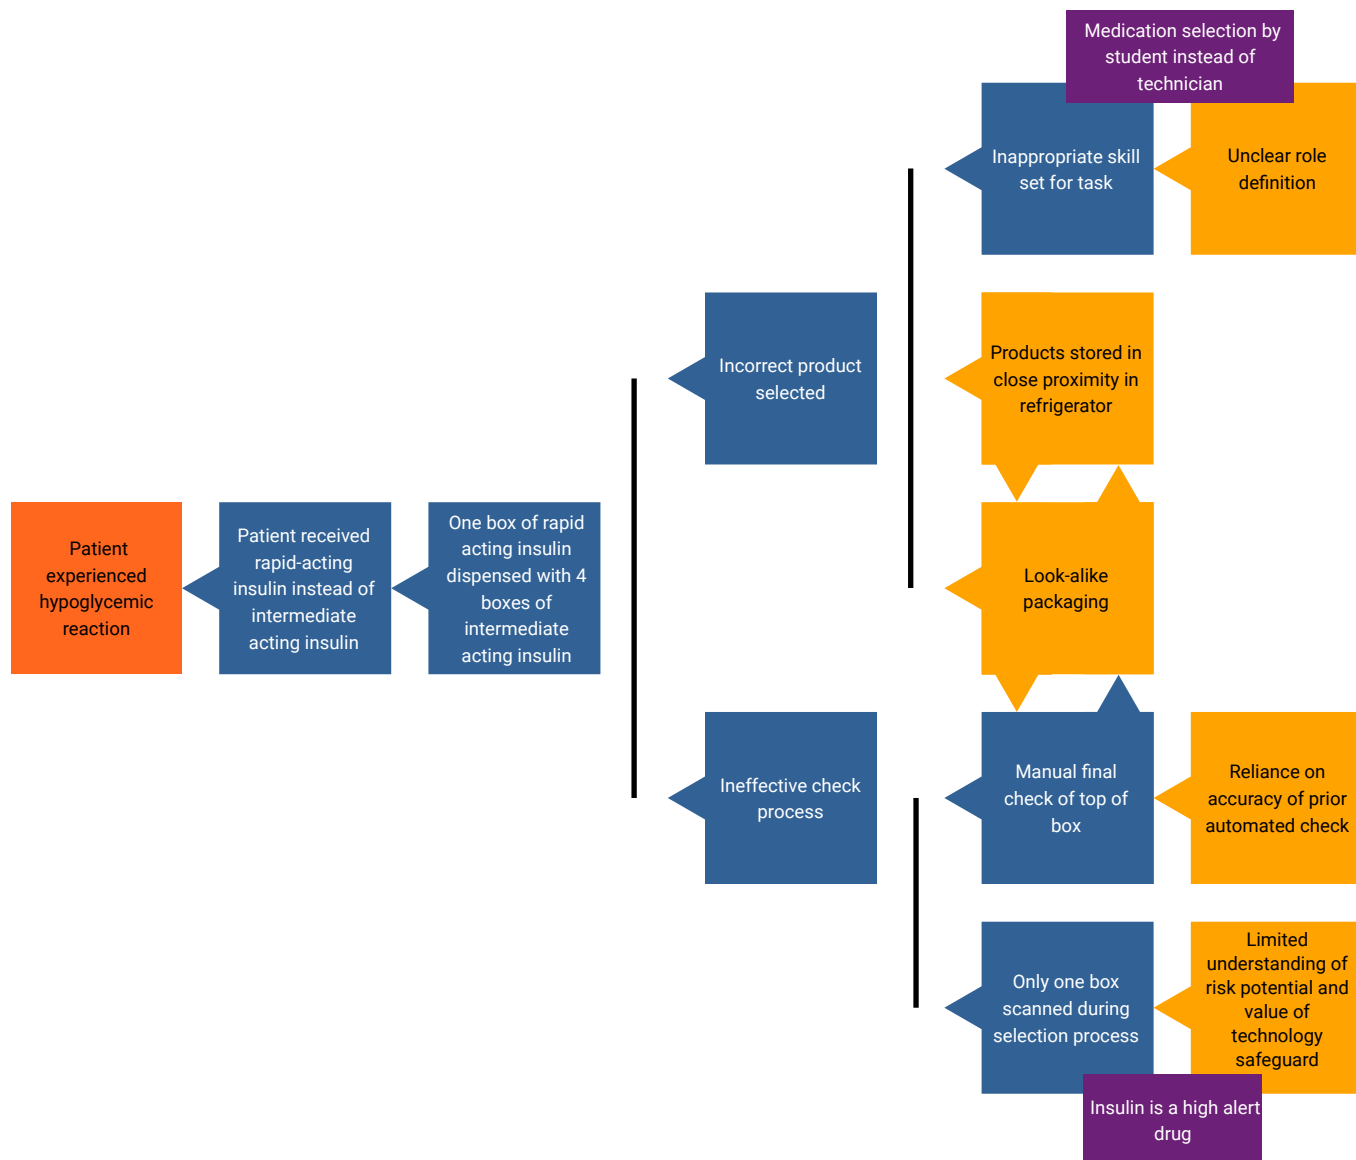 Medication selection by
student instead of
technician
Inappropriate skill
set for task
Unclear role
definition
Incorrect product
selected
Products stored in
close proximity in
refrigerator
Patient
experienced
hypoglycemic
reaction
Patient received
rapid-acting
insulin instead of
intermediate
acting insulin
One box of rapid
acting insulin
dispensed with 4
boxes of
intermediate
acting insulin
Look-alike
packaging
Ineffective check
process
Manual final
check of top of
box
Reliance on
accuracy of prior
automated check
Only one box
scanned during
selection process
Limited
understanding of
risk potential and
value of
technology
safeguard
Insulin is a high alert
drug